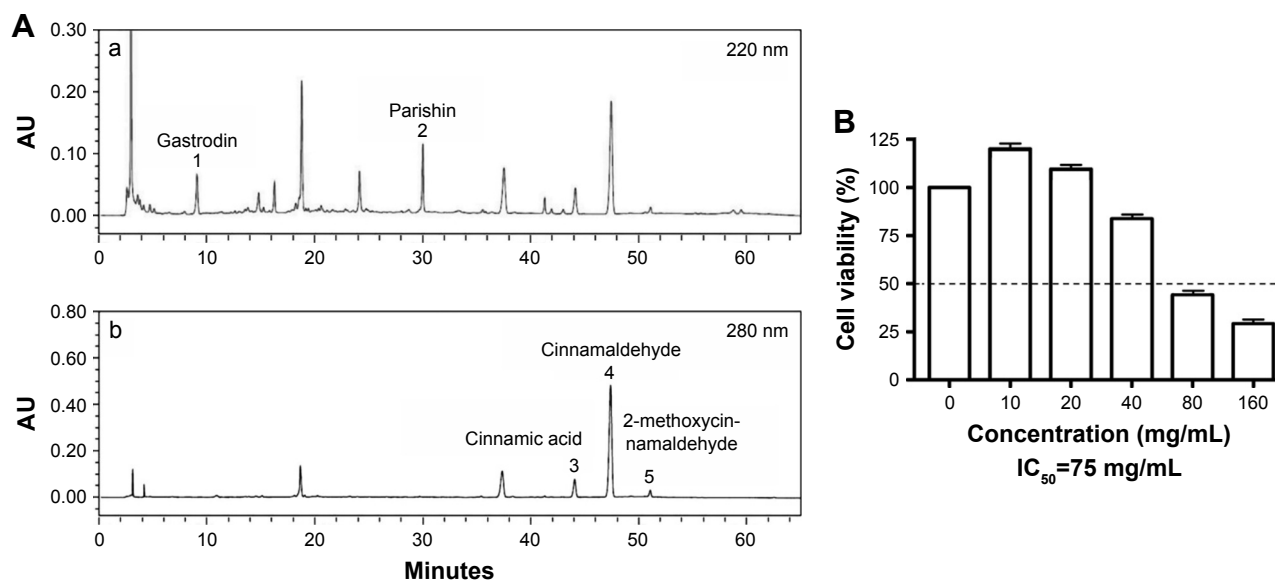 A
a
220 nm
0.30
0.20
0.10
0.00
AU
Gastrodin
1
Parishin
2
0 10 20 30 40 50 60
b
280 nm
0.80
0.60
0.40
0.20
0.00
AU
Cinnamic acid
3
Cinnamaldehyde
4
2-methoxycin-
namaldehyde
5
0 10 20 30 40 50 60
Minutes
B
125
100
75
50
25
0
Cell viability (%)
0 10 20 40 80 160
Concentration (mg/mL)
IC50=75 mg/mL